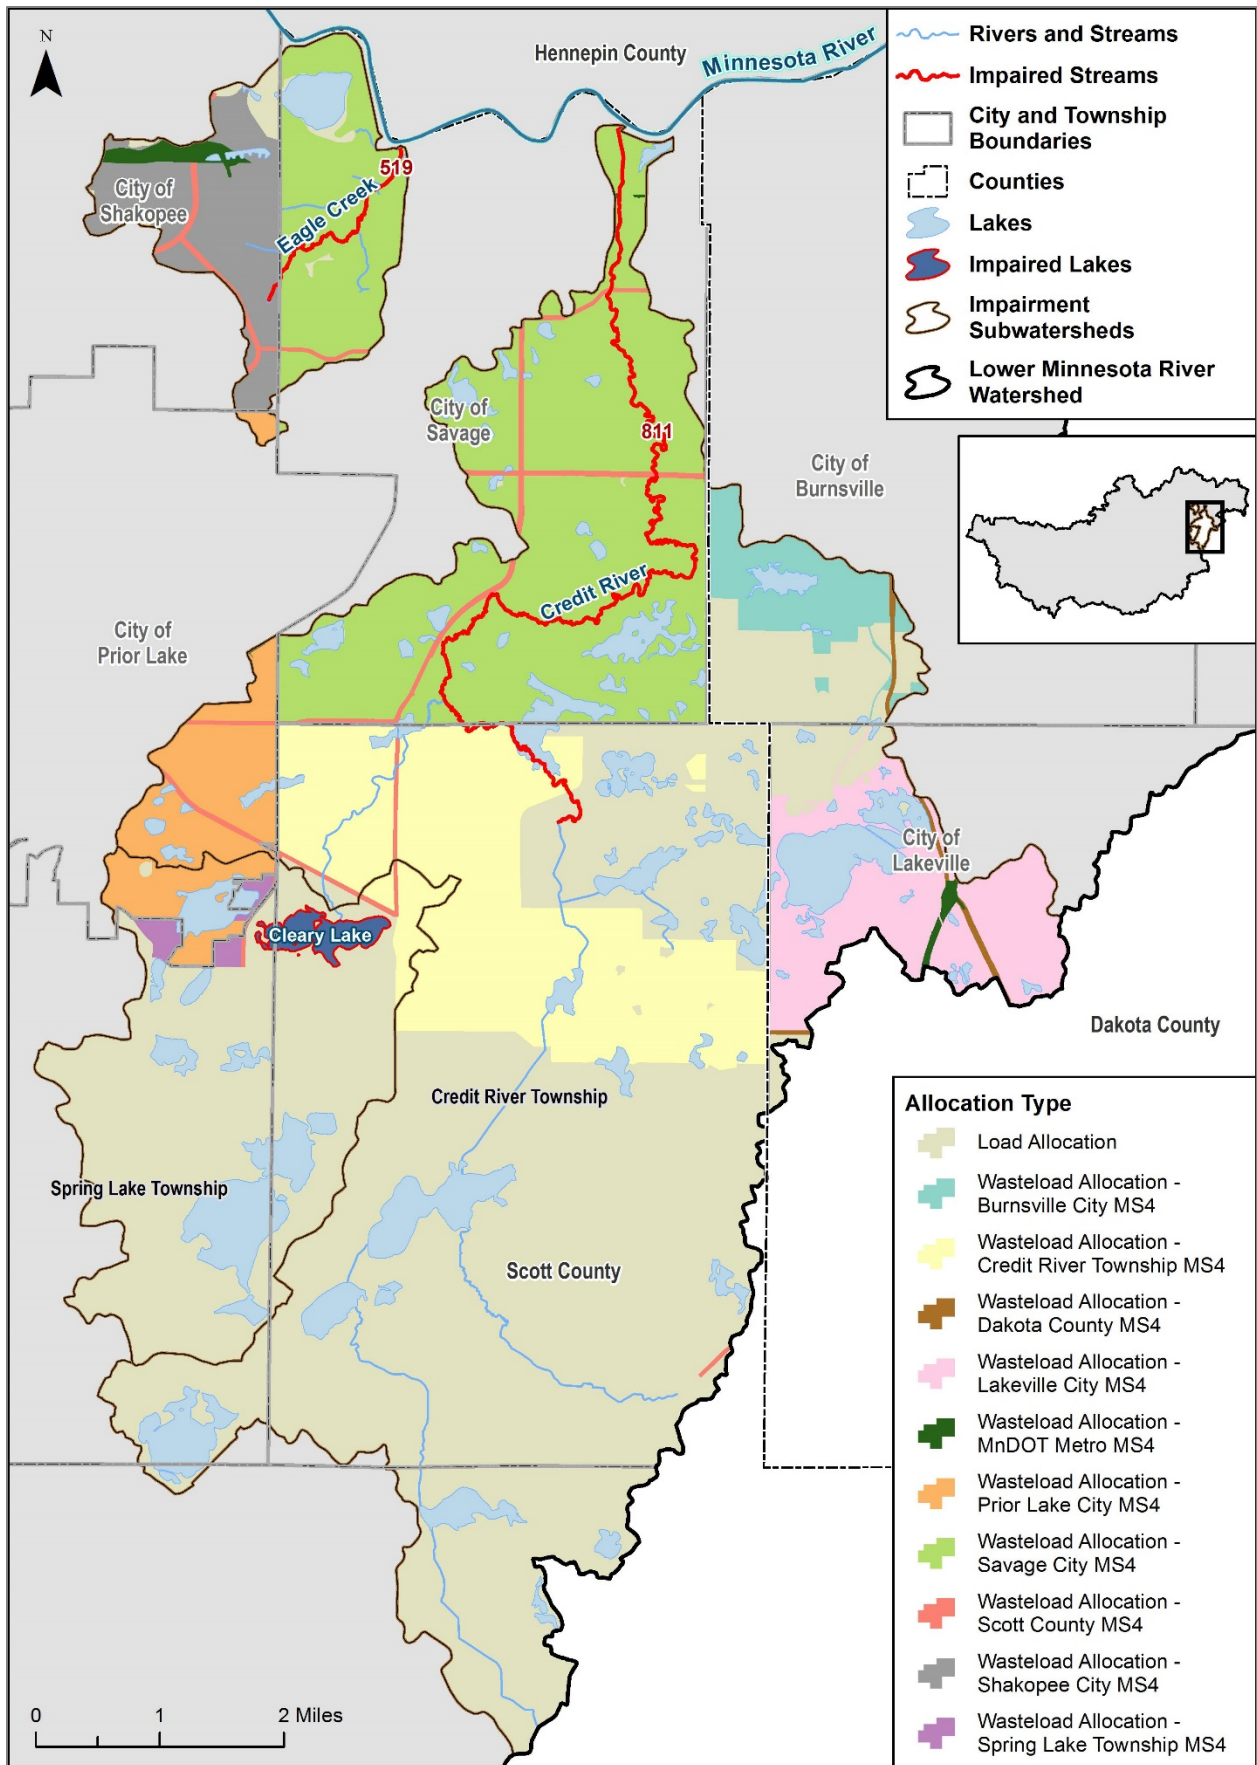 N
Hennepin County
Minnesota River
Rivers and Streams
Impaired Streams
City and Township
Boundaries
Counties
Lakes
Impaired Lakes
Impairment
Subwatersheds
Lower Minnesota River
Watershed
519
City of
Shakopee
Eagle Creek
City of
Savage
811
City of
Burnsville
Credit River
City of
Prior Lake
City of
Lakeville
Cleary Lake
Dakota County
Credit River Township
Spring Lake Township
Scott County
Allocation Type
Load Allocation
Wasteload Allocation -
Burnsville City MS4
Wasteload Allocation -
Credit River Township MS4
Wasteload Allocation -
Dakota County MS4
Wasteload Allocation -
Lakeville City MS4
Wasteload Allocation -
MnDOT Metro MS4
Wasteload Allocation -
Prior Lake City MS4
Wasteload Allocation -
Savage City MS4
Wasteload Allocation -
Scott County MS4
Wasteload Allocation -
Shakopee City MS4
Wasteload Allocation -
Spring Lake Township MS4
0 1 2 Miles